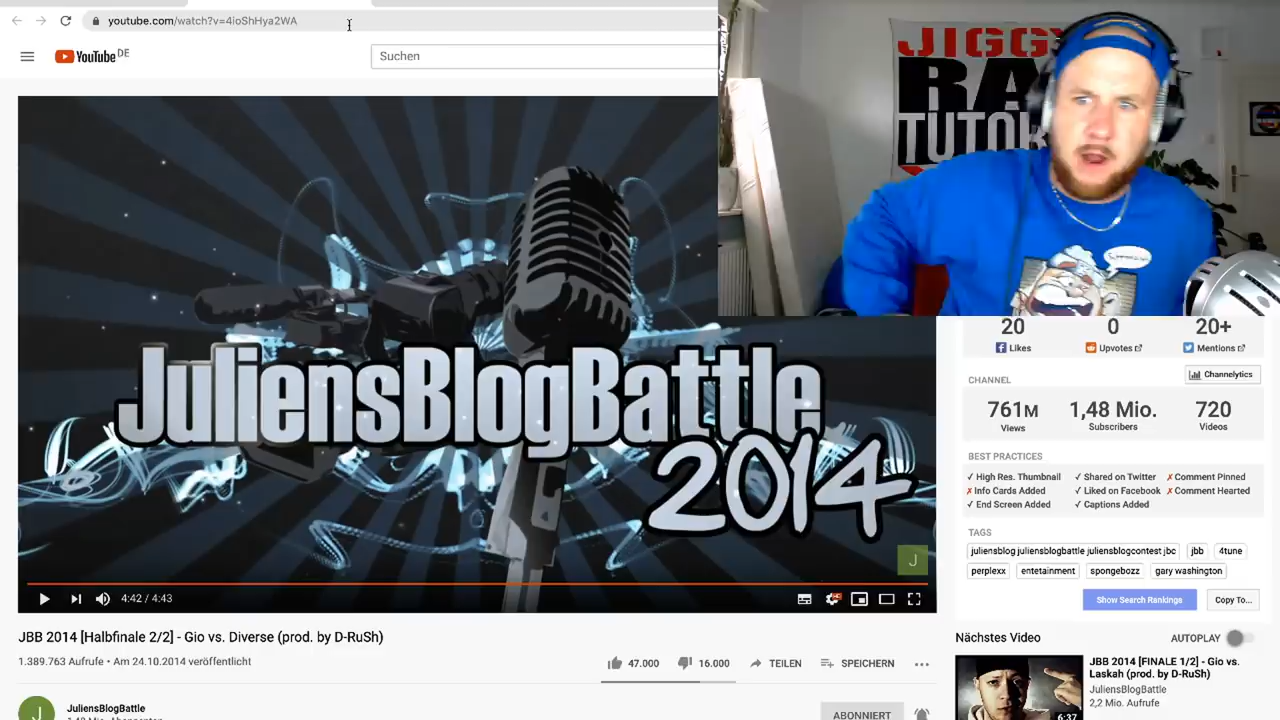 youtube.com/watch?v=4ioShHya2WA
YouTube DE
Suchen
JIGG
RA
TUTO
JuliensBlogBattle
2014
J
4:42 / 4:43
JBB 2014 [Halbfinale 2/2] - Gio vs. Diverse (prod. by D-RuSh)
1.389.763 Aufrufe • Am 24.10.2014 veröffentlicht
47.000
16.000
TEILEN
SPEICHERN
J
JuliensBlogBattle
ABONNIERT
20
0
20+
Likes
Upvotes
Mentions
CHANNEL
Channelytics
761M
1,48 Mio.
720
Views
Subscribers
Videos
BEST PRACTICES
✓ High Res. Thumbnail
✓ Shared on Twitter
✗ Comment Pinned
✗ Info Cards Added
✓ Liked on Facebook
✗ Comment Hearted
✓ End Screen Added
✓ Captions Added
TAGS
juliensblog juliensblogbattle juliensblogcontest jbc
jbb
4tune
perplexx
entetainment
spongebozz
gary washington
Show Search Rankings
Copy To...
Nächstes Video
AUTOPLAY
JBB 2014 [FINALE 1/2] - Gio vs.
Laskah (prod. by D-RuSh)
JuliensBlogBattle
2,2 Mio. Aufrufe
6:37